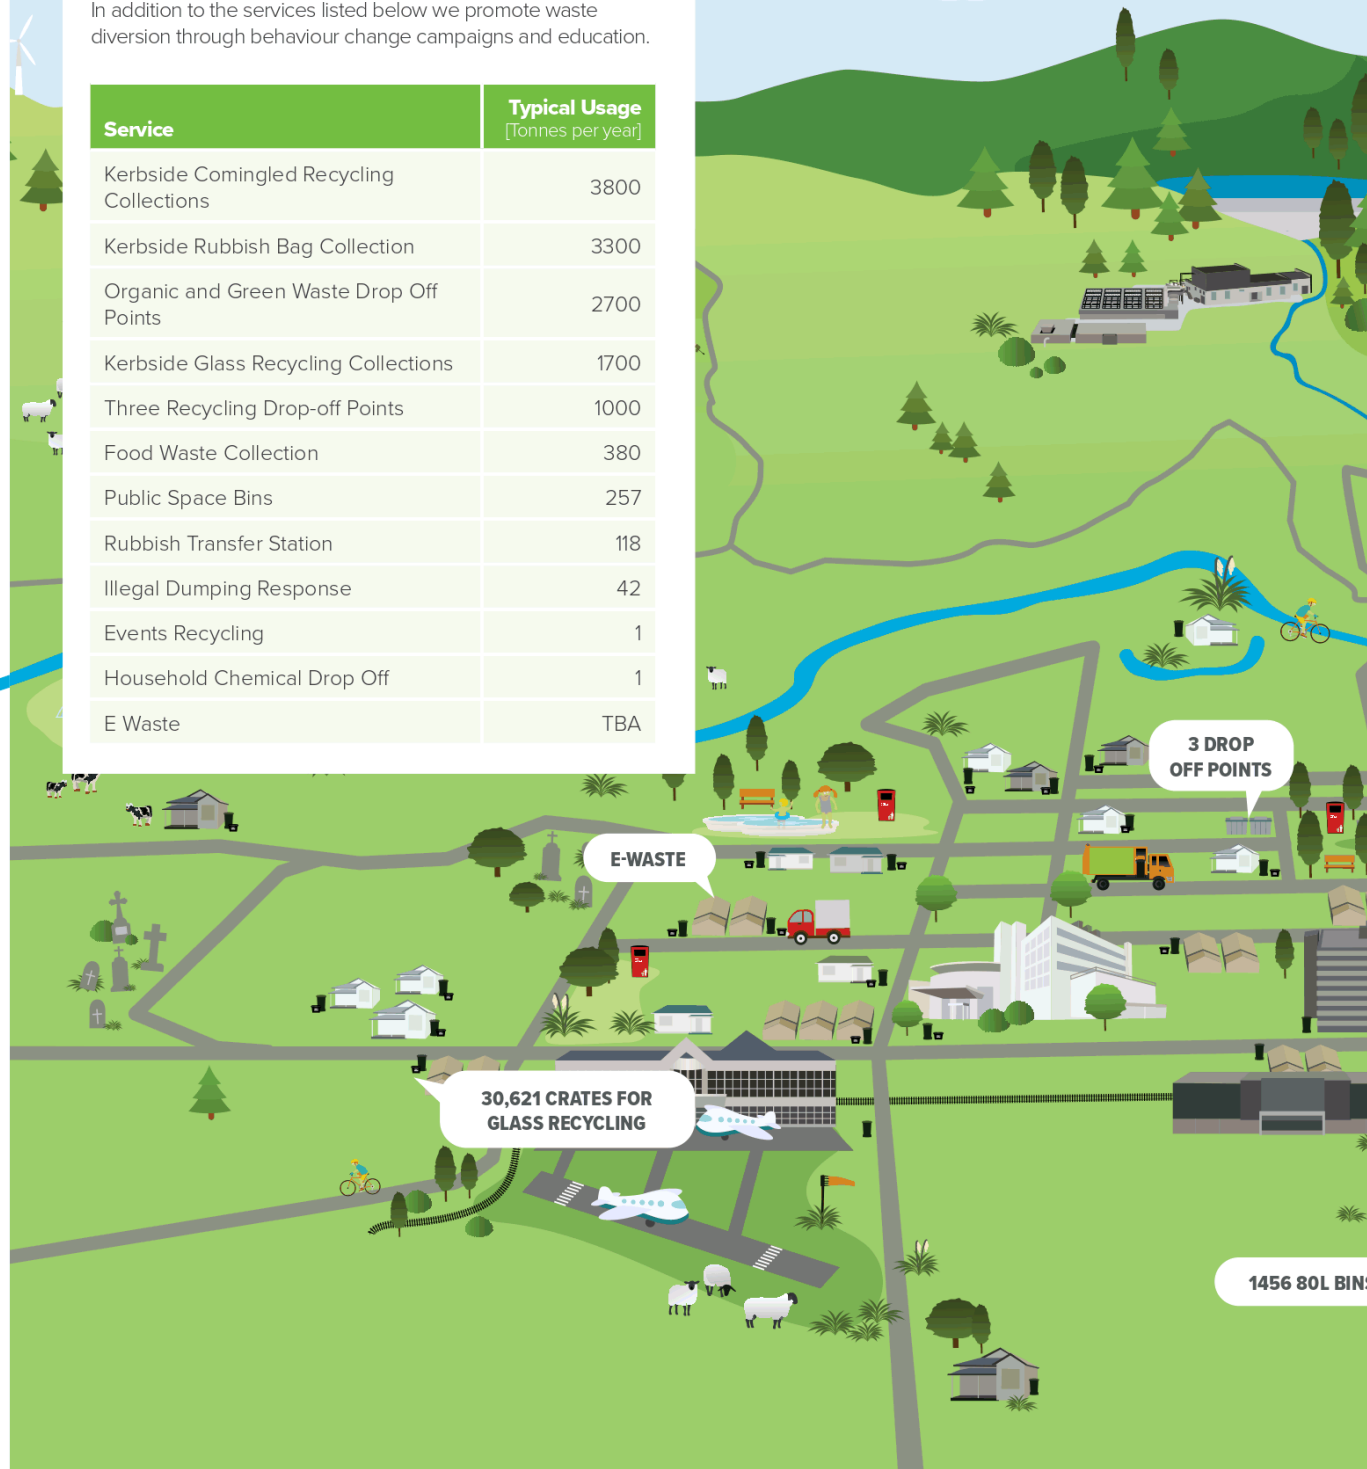 In addition to the services listed below we promote waste
diversion through behaviour change campaigns and education.
Service
Typical Usage
[Tonnes per year]
Kerbside Comingled Recycling
Collections
3800
Kerbside Rubbish Bag Collection
3300
Organic and Green Waste Drop Off
Points
2700
Kerbside Glass Recycling Collections
1700
Three Recycling Drop-off Points
1000
Food Waste Collection
380
Public Space Bins
257
Rubbish Transfer Station
118
Illegal Dumping Response
42
Events Recycling
1
Household Chemical Drop Off
1
E Waste
TBA
3 DROP
OFF POINTS
E-WASTE
30,621 CRATES FOR
GLASS RECYCLING
1456 80L BINS